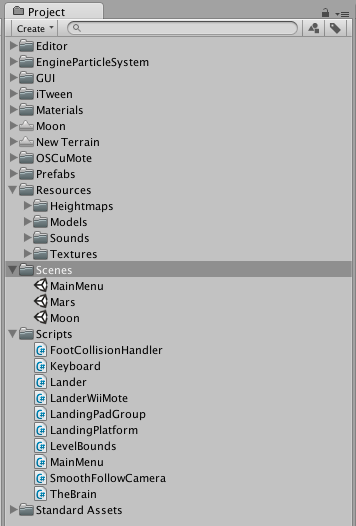 Project
Create
Editor
EngineParticleSystem
GUI
iTween
Materials
Moon
New Terrain
OSCuMote
Prefabs
Resources
Heightmaps
Models
Sounds
Textures
Scenes
MainMenu
Mars
Moon
Scripts
FootCollisionHandler
Keyboard
Lander
LanderWiiMote
LandingPadGroup
LandingPlatform
LevelBounds
MainMenu
SmoothFollowCamera
TheBrain
Standard Assets